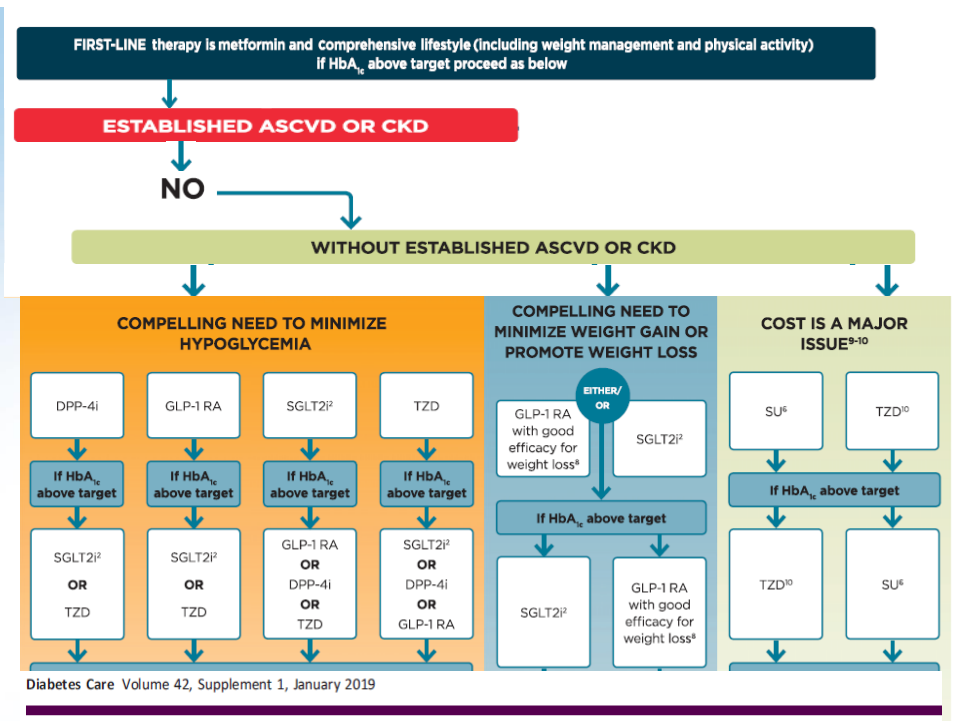 FIRST-LINE therapy is metformin and comprehensive lifestyle (including weight management and physical activity)
if HbA1c above target proceed as below
ESTABLISHED ASCVD OR CKD
NO
WITHOUT ESTABLISHED ASCVD OR CKD
COMPELLING NEED TO MINIMIZE
HYPOGLYCEMIA
DPP-4i
GLP-1 RA
SGLT2i²
TZD
If HbA1c
above target
If HbA1c
above target
If HbA1c
above target
If HbA1c
above target
SGLT2i²
OR
TZD
SGLT2i²
OR
TZD
GLP-1 RA
OR
DPP-4i
OR
TZD
SGLT2i²
OR
DPP-4i
OR
GLP-1 RA
COMPELLING NEED TO
MINIMIZE WEIGHT GAIN OR
PROMOTE WEIGHT LOSS
EITHER/
OR
GLP-1 RA
with good
efficacy for
weight loss⁸
SGLT2i²
If HbA1c above target
SGLT2i²
GLP-1 RA
with good
efficacy for
weight loss⁸
COST IS A MAJOR
ISSUE⁹⁻¹⁰
SU⁶
TZD¹⁰
If HbA1c above target
TZD¹⁰
SU⁶
Diabetes Care Volume 42, Supplement 1, January 2019